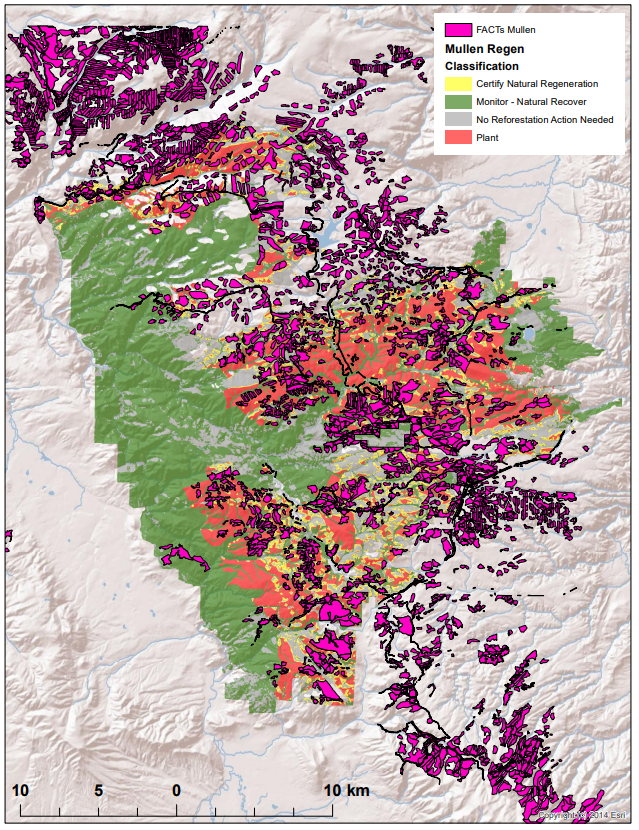 FACTs Mullen
Mullen Regen
Classification
Certify Natural Regeneration
Monitor - Natural Recover
No Reforestation Action Needed
Plant
10 5 0 10 km
Copyright:© 2014 Esri